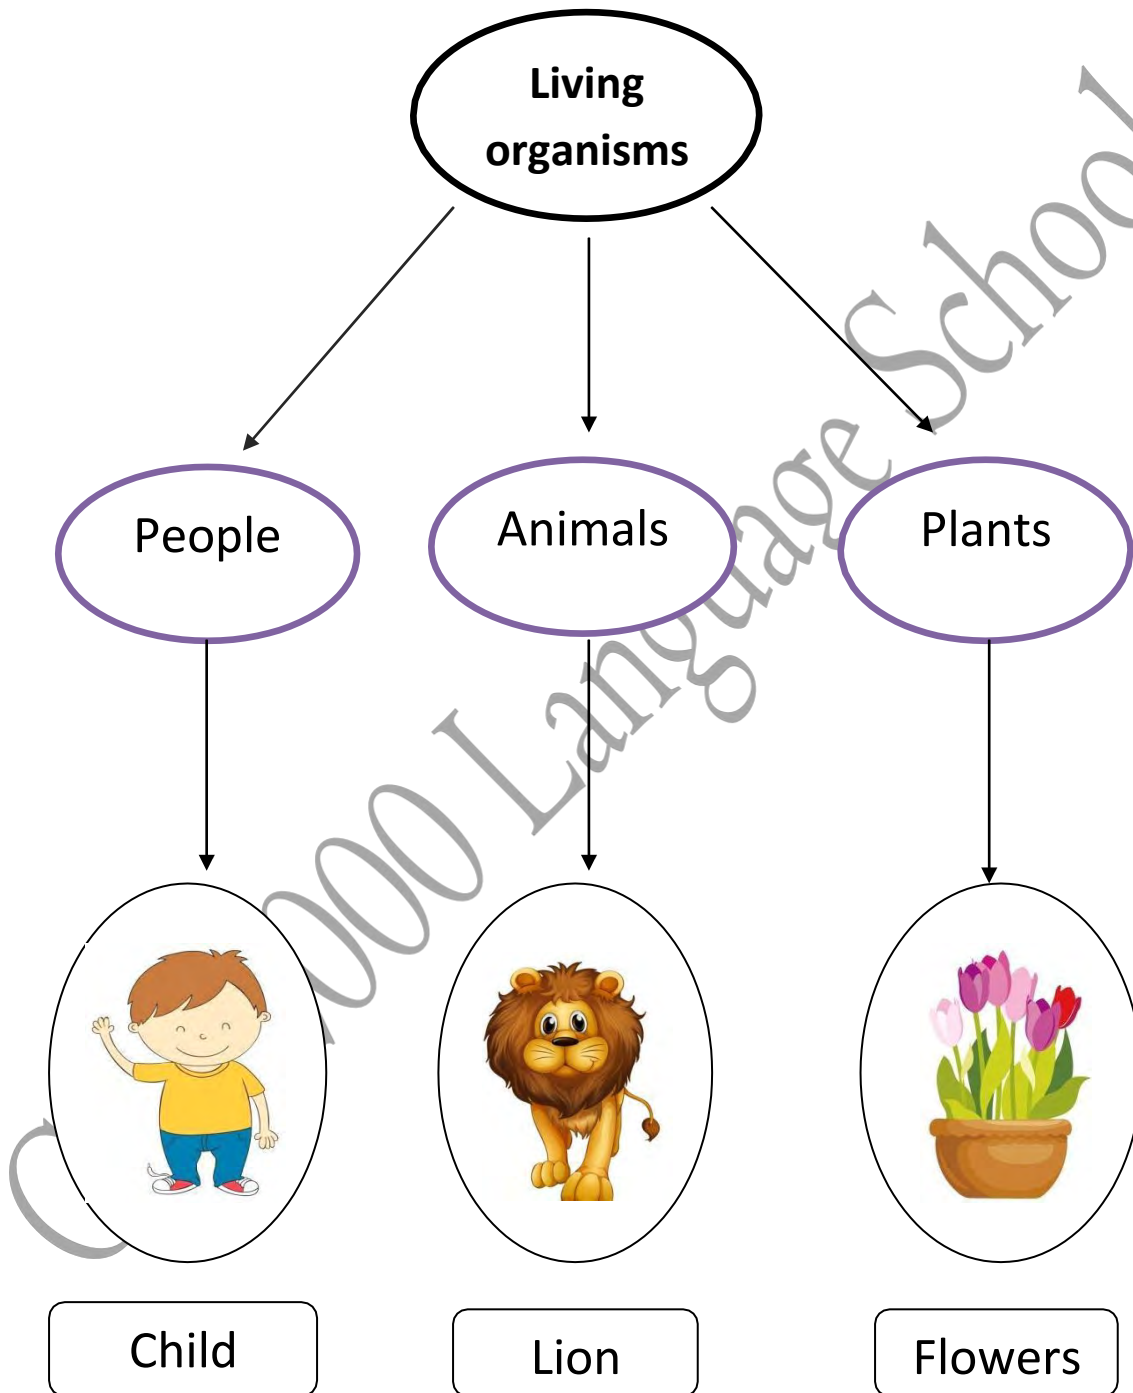 Living
organisms
People
Animals
Plants
000 Language School
Child
Lion
Flowers